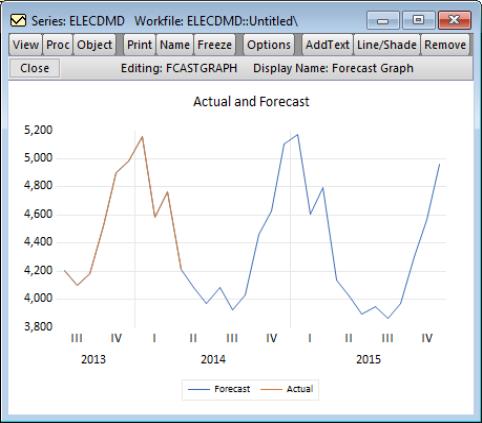 Series: ELECDMD Workfile: ELECDMD::Untitled\
View Proc Object Print Name Freeze Options AddText Line/Shade Remove
Close Editing: FCASTGRAPH Display Name: Forecast Graph
Actual and Forecast
5,200
5,000
4,800
4,600
4,400
4,200
4,000
3,800
III IV I II III IV I II III IV
2013 2014 2015
Forecast Actual